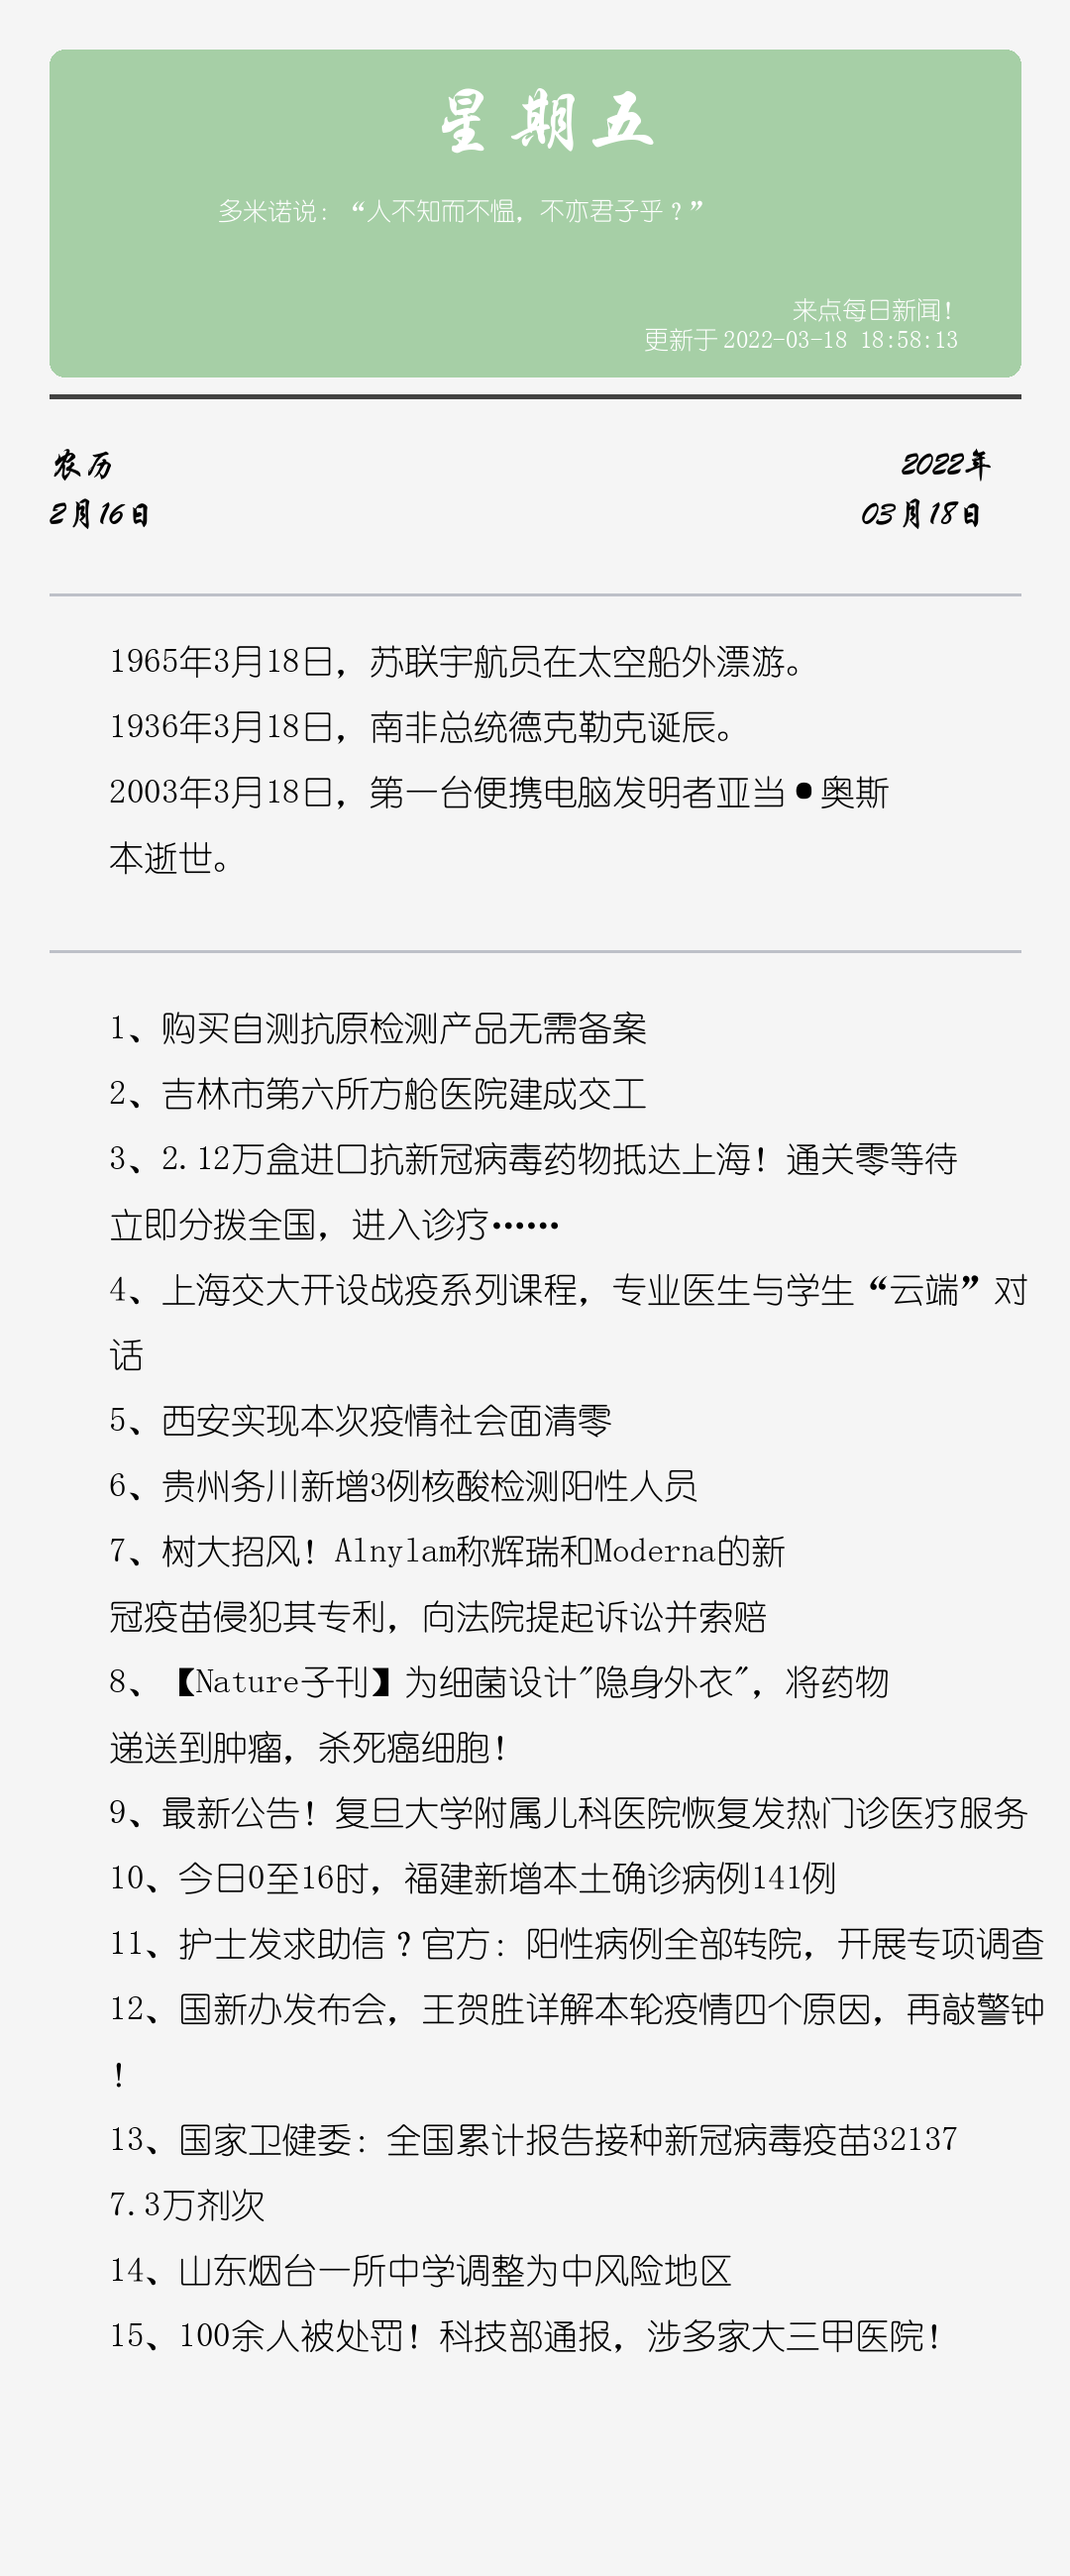 星期五
多米诺说：“人不知而不愠，不亦君子乎？”
来点每日新闻！
更新于2022-03-18 18:58:13
农历
2022年
2月16日
03月18日
1965年3月18日，苏联宇航员在太空船外漂游。
1936年3月18日，南非总统德克勒克诞辰。
2003年3月18日，第一台便携电脑发明者亚当•奥斯
本逝世。
1、购买自测抗原检测产品无需备案
2、吉林市第六所方舱医院建成交工
3、2.12万盒进口抗新冠病毒药物抵达上海！通关零等待
立即分拨全国，进入诊疗……
4、上海交大开设战疫系列课程，专业医生与学生“云端”对
话
5、西安实现本次疫情社会面清零
6、贵州务川新增3例核酸检测阳性人员
7、树大招风！Alnylam称辉瑞和Moderna的新
冠疫苗侵犯其专利，向法院提起诉讼并索赔
8、【Nature子刊】为细菌设计"隐身外衣"，将药物
递送到肿瘤，杀死癌细胞！
9、最新公告！复旦大学附属儿科医院恢复发热门诊医疗服务
10、今日0至16时，福建新增本土确诊病例141例
11、护士发求助信？官方：阳性病例全部转院，开展专项调查
12、国新办发布会，王贺胜详解本轮疫情四个原因，再敲警钟
！
13、国家卫健委：全国累计报告接种新冠病毒疫苗32137
7.3万剂次
14、山东烟台一所中学调整为中风险地区
15、100余人被处罚！科技部通报，涉多家大三甲医院！